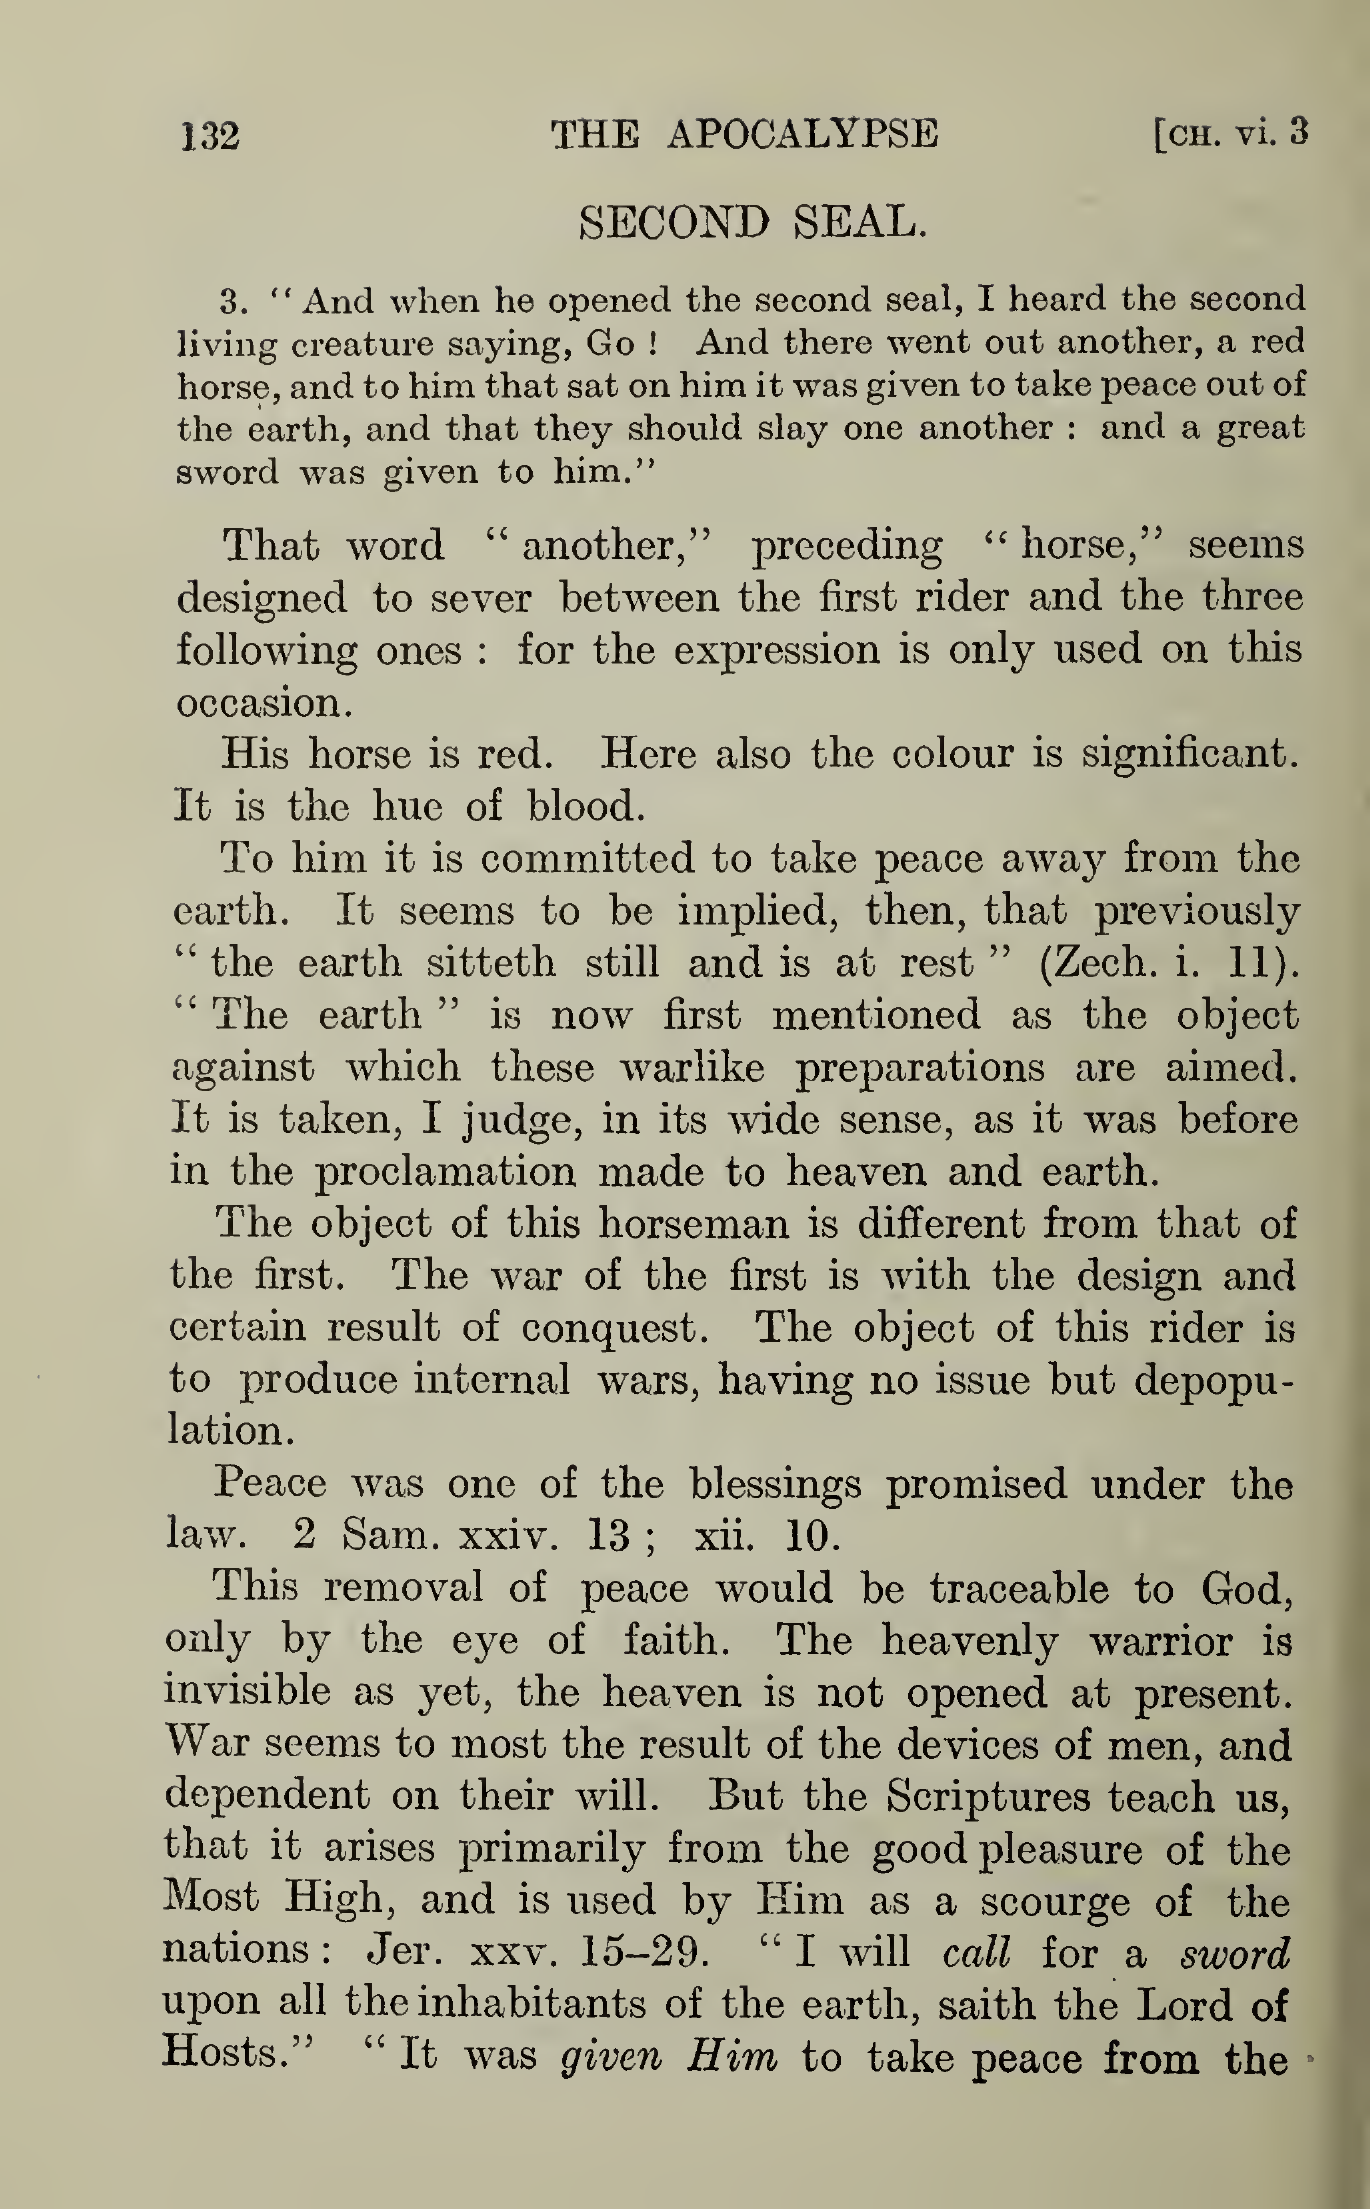 132 THE APOCALYPSE [CH. vi. 3
SECOND SEAL.
3. "And when he opened the second seal, I heard the second
living creature saying, Go ! And there went out another, a red
horse, and to him that sat on him it was given to take peace out of
the earth, and that they should slay one another : and a great
sword was given to him."
That word "another," preceding "horse," seems
designed to sever between the first rider and the three
following ones : for the expression is only used on this
occasion.
His horse is red. Here also the colour is significant.
It is the hue of blood.
To him it is committed to take peace away from the
earth. It seems to be implied, then, that previously
"the earth sitteth still and is at rest" (Zech. i. 11).
"The earth" is now first mentioned as the object
against which these warlike preparations are aimed.
It is taken, I judge, in its wide sense, as it was before
in the proclamation made to heaven and earth.
The object of this horseman is different from that of
the first. The war of the first is with the design and
certain result of conquest. The object of this rider is
to produce internal wars, having no issue but depopu-
lation.
Peace was one of the blessings promised under the
law. 2 Sam. xxiv. 13 ; xii. 10.
This removal of peace would be traceable to God,
only by the eye of faith. The heavenly warrior is
invisible as yet, the heaven is not opened at present.
War seems to most the result of the devices of men, and
dependent on their will. But the Scriptures teach us,
that it arises primarily from the good pleasure of the
Most High, and is used by Him as a scourge of the
nations : Jer. xxv. 15–29. "I will call for a sword
upon all the inhabitants of the earth, saith the Lord of
Hosts." "It was given Him to take peace from the